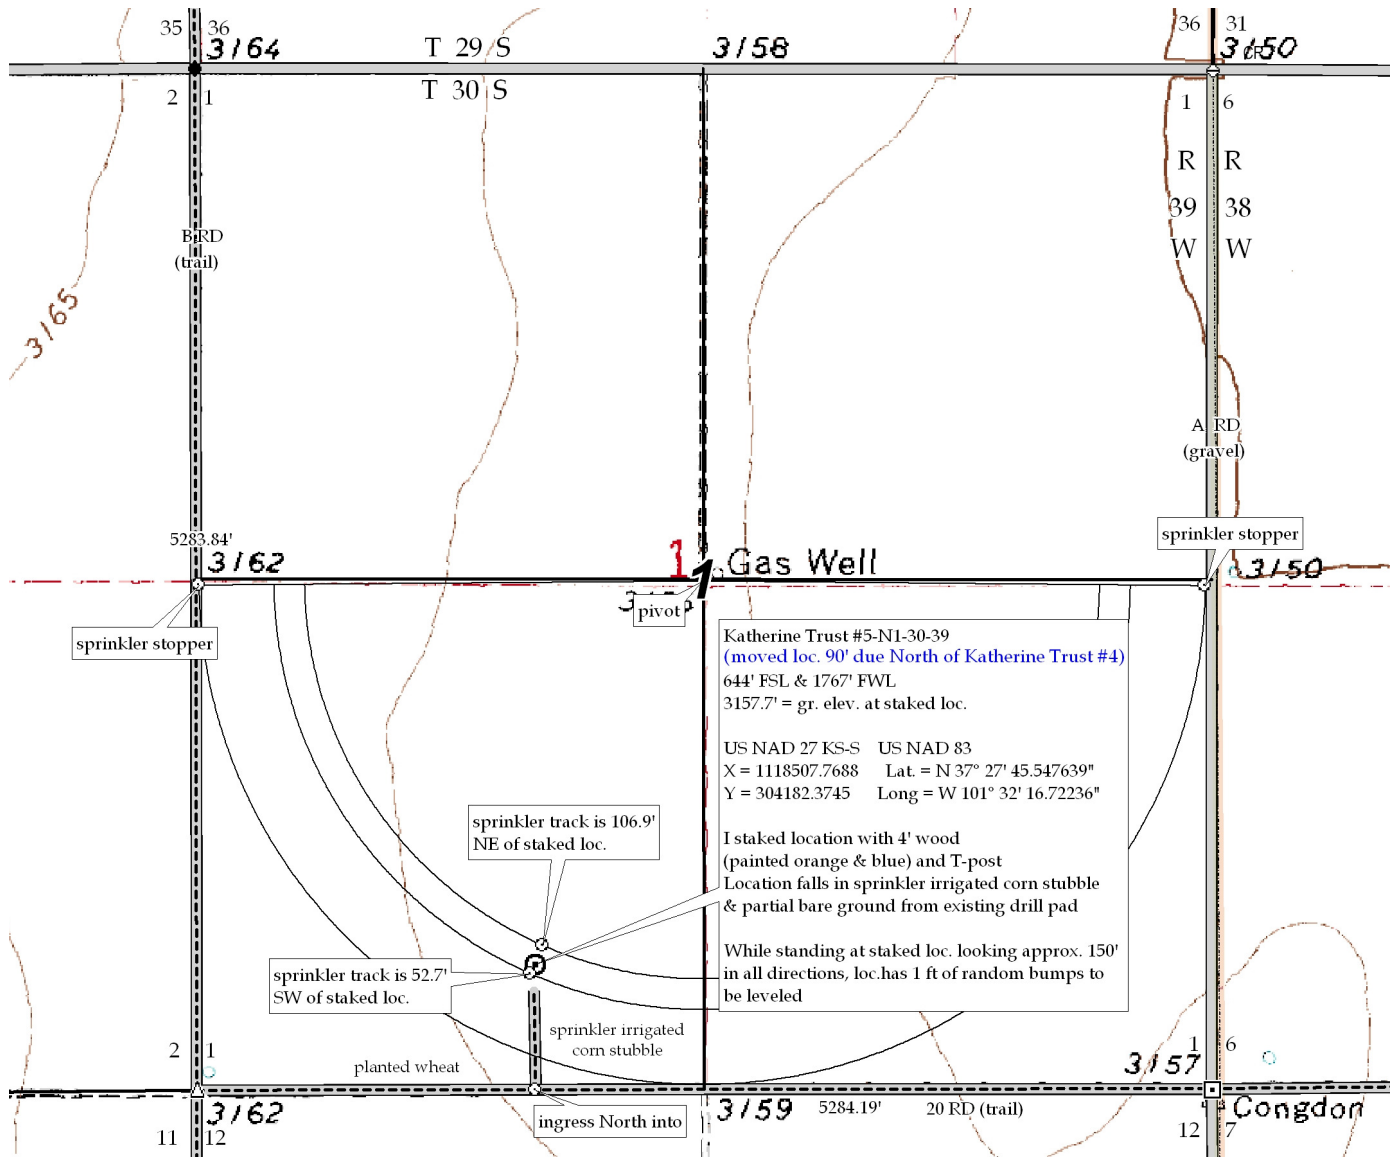 35 36
36 31
3164
T 29 S
3158
3150
CR
T 30 S
2 1
1 6
R R
39 38
W W
B RD
(trail)
3165
A RD
(gravel)
sprinkler stopper
5283.84'
3162
1
1
Gas Well
3150
pivot
sprinkler stopper
Katherine Trust #5-N1-30-39
(moved loc. 90' due North of Katherine Trust #4)
644' FSL & 1767' FWL
3157.7' = gr. elev. at staked loc.
US NAD 27 KS-S US NAD 83
X = 1118507.7688 Lat. = N 37° 27' 45.547639"
Y = 304182.3745 Long = W 101° 32' 16.72236"
I staked location with 4' wood
(painted orange & blue) and T-post
Location falls in sprinkler irrigated corn stubble
& partial bare ground from existing drill pad
While standing at staked loc. looking approx. 150'
in all directions, loc.has 1 ft of random bumps to
be leveled
sprinkler track is 106.9'
NE of staked loc.
sprinkler track is 52.7'
SW of staked loc.
sprinkler irrigated
corn stubble
planted wheat
2 1
1 6
3157
3162
ingress North into
3159
5284.19'
20 RD (trail)
Congdon
11 12
12 7